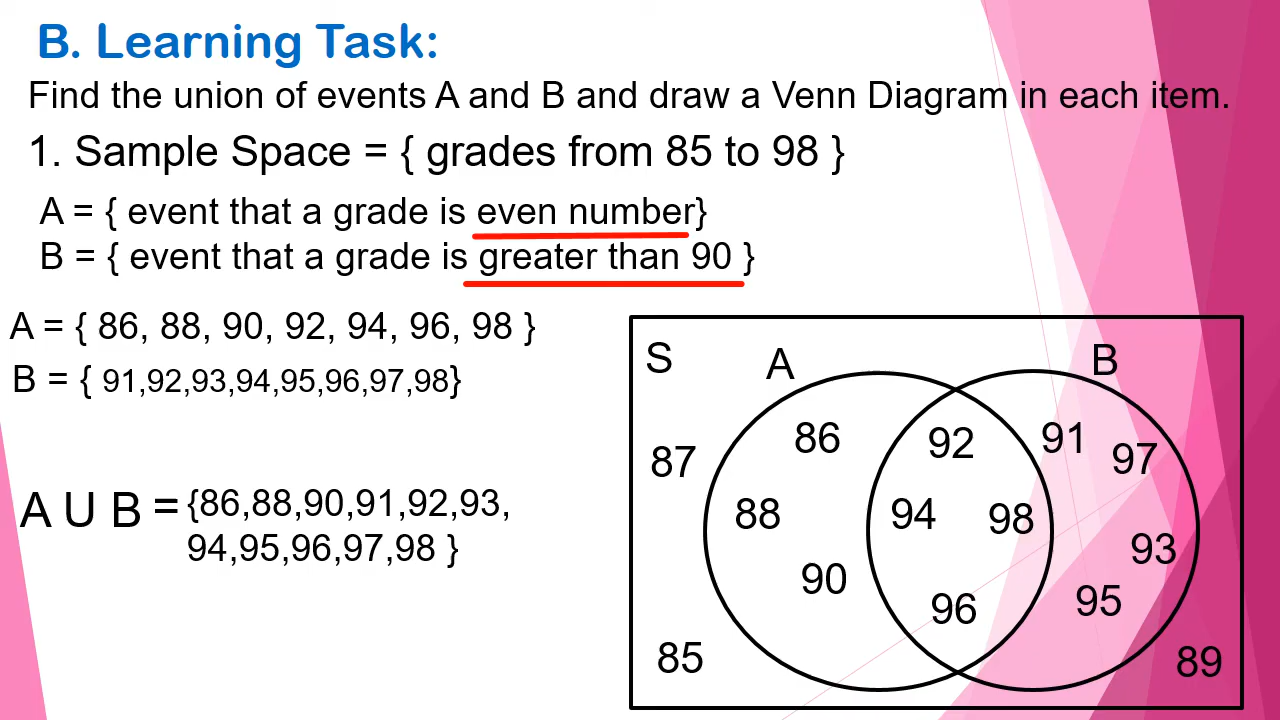 B. Learning Task:
Find the union of events A and B and draw a Venn Diagram in each item.
1. Sample Space = { grades from 85 to 98 }
A = { event that a grade is even number}
B = { event that a grade is greater than 90 }
A = { 86, 88, 90, 92, 94, 96, 98 }
B = { 91,92,93,94,95,96,97,98}
A U B = {86,88,90,91,92,93,
94,95,96,97,98 }
S A B
86 92 91 97
87
88 94 98
93
90 96 95
85 89